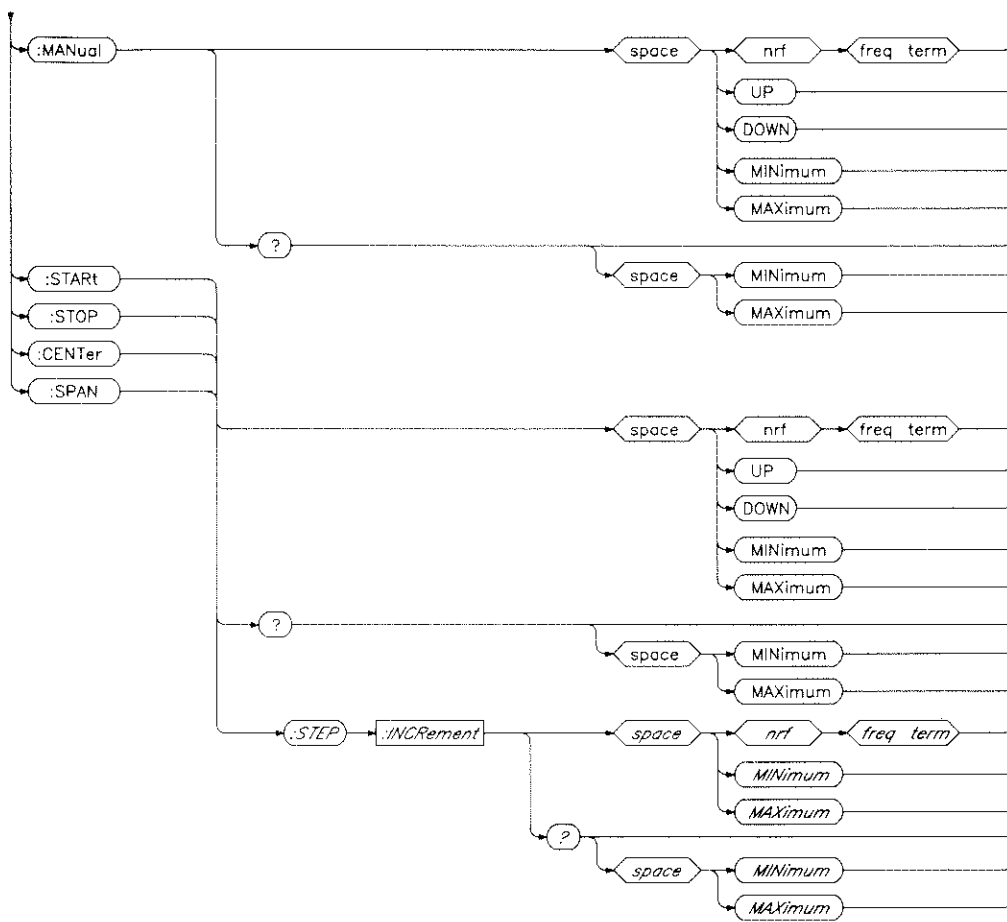 :MANual space nrf freq term
UP
DOWN
MINimum
MAXimum
?
:STARt space MINimum
:STOP MAXimum
:CENTer
:SPAN
space nrf freq term
UP
DOWN
MINimum
MAXimum
?
space MINimum
MAXimum
:STEP :INCRement space nrf freq term
MINimum
MAXimum
?
space MINimum
MAXimum